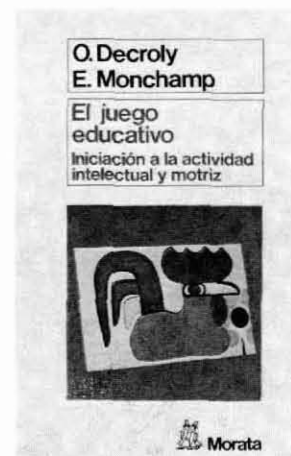 O. Decroly
E. Monchamp
El juego
educativo
Iniciación a la actividad
intelectual y motriz
Morata